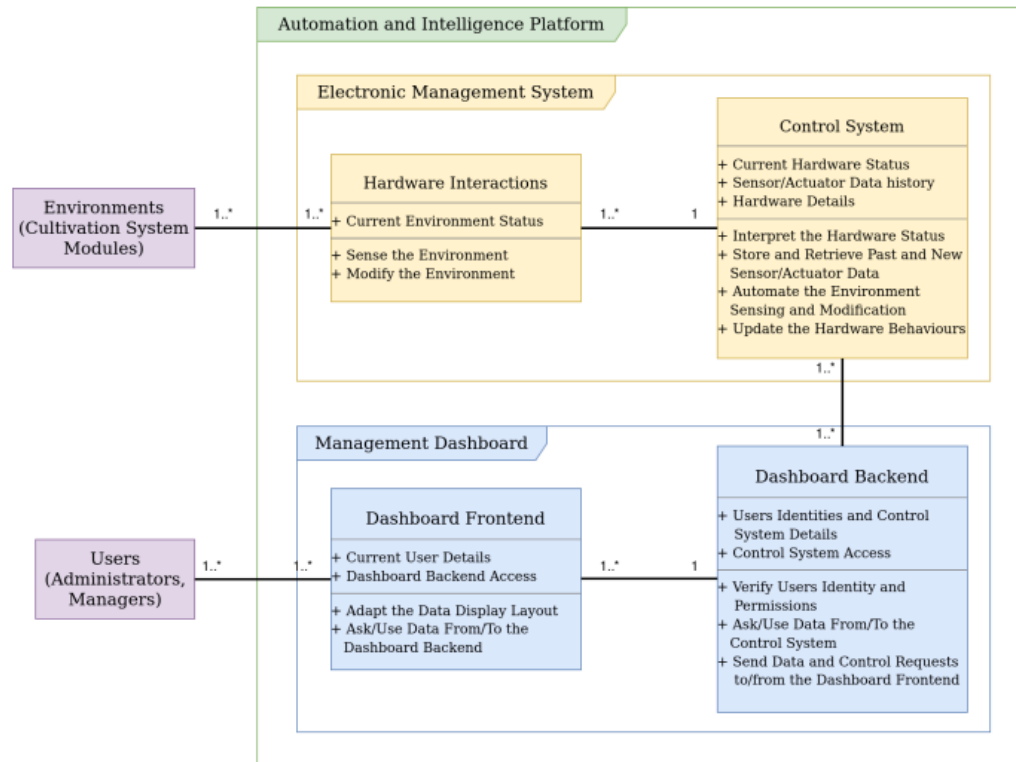 Automation and Intelligence Platform
Electronic Management System
Control System
+ Current Hardware Status
+ Sensor/Actuator Data history
+ Hardware Details
+ Interpret the Hardware Status
+ Store and Retrieve Past and New
Sensor/Actuator Data
+ Automate the Environment
Sensing and Modification
+ Update the Hardware Behaviours
Hardware Interactions
+ Current Environment Status
+ Sense the Environment
+ Modify the Environment
Environments
(Cultivation System
Modules)
1..*
1..*
1..*
1
1..*
1..*
Management Dashboard
Dashboard Backend
+ Users Identities and Control
System Details
+ Control System Access
+ Verify Users Identity and
Permissions
+ Ask/Use Data From/To the
Control System
+ Send Data and Control Requests
to/from the Dashboard Frontend
Dashboard Frontend
+ Current User Details
+ Dashboard Backend Access
+ Adapt the Data Display Layout
+ Ask/Use Data From/To the
Dashboard Backend
Users
(Administrators,
Managers)
1..*
1..*
1..*
1